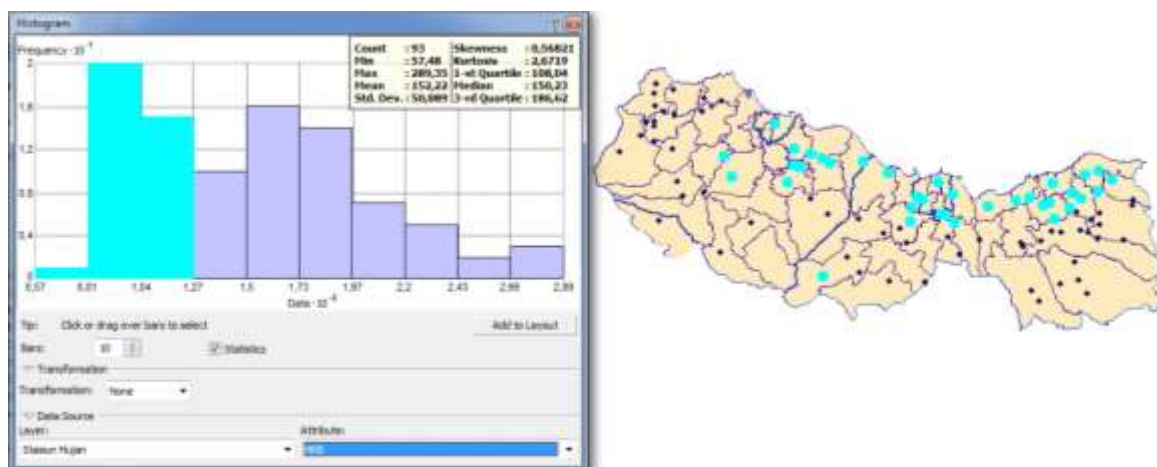 Histogram
Frequency · 10⁻¹
Count : 93 Skewness : 0,56821
Min : 57,48 Kurtosis : 2,6719
Max : 289,35 1-st Quartile : 108,04
Mean : 152,22 Median : 150,23
Std. Dev. : 50,889 3-rd Quartile : 186,62
2
1,6
1,2
0,8
0,4
0
0,57 0,81 1,04 1,27 1,5 1,73 1,97 2,2 2,43 2,66 2,89
Data · 10⁻²
Tip: Click or drag over bars to select Add to Layout
Bars: 10 Statistics
Transformation
Transformation: None
Data Source
Layer: Attribute:
Stasiun Hujan